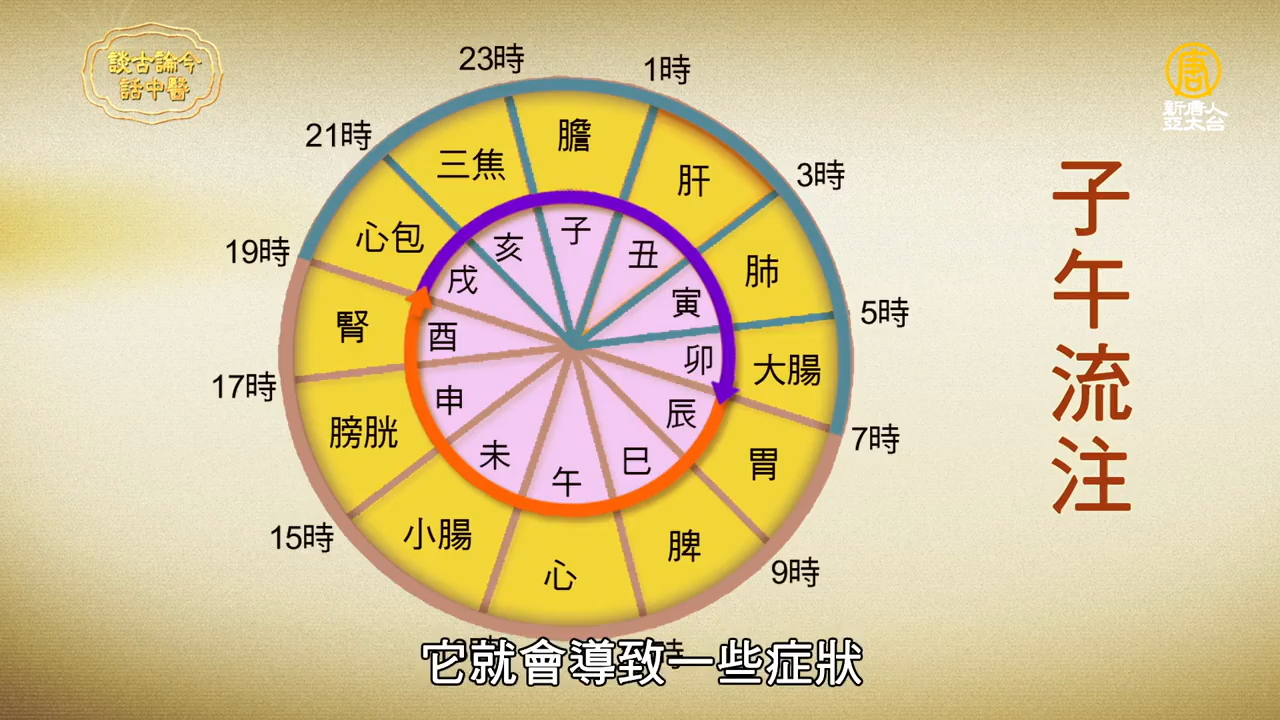 談古論今
話中醫
新唐人
亞太台
子午流注
23時
1時
3時
5時
7時
9時
15時
17時
19時
21時
膽
肝
肺
大腸
胃
脾
心
小腸
膀胱
腎
心包
三焦
子
丑
寅
卯
辰
巳
午
未
申
酉
戌
亥
它就會導致一些症狀